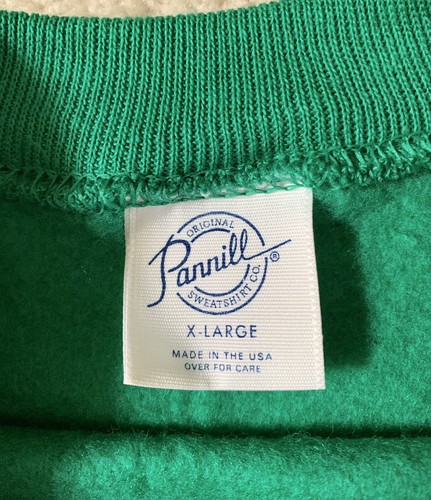 ORIGINAL
Pannill
SWEATSHIRT CO.
®
X-LARGE
MADE IN THE USA
OVER FOR CARE